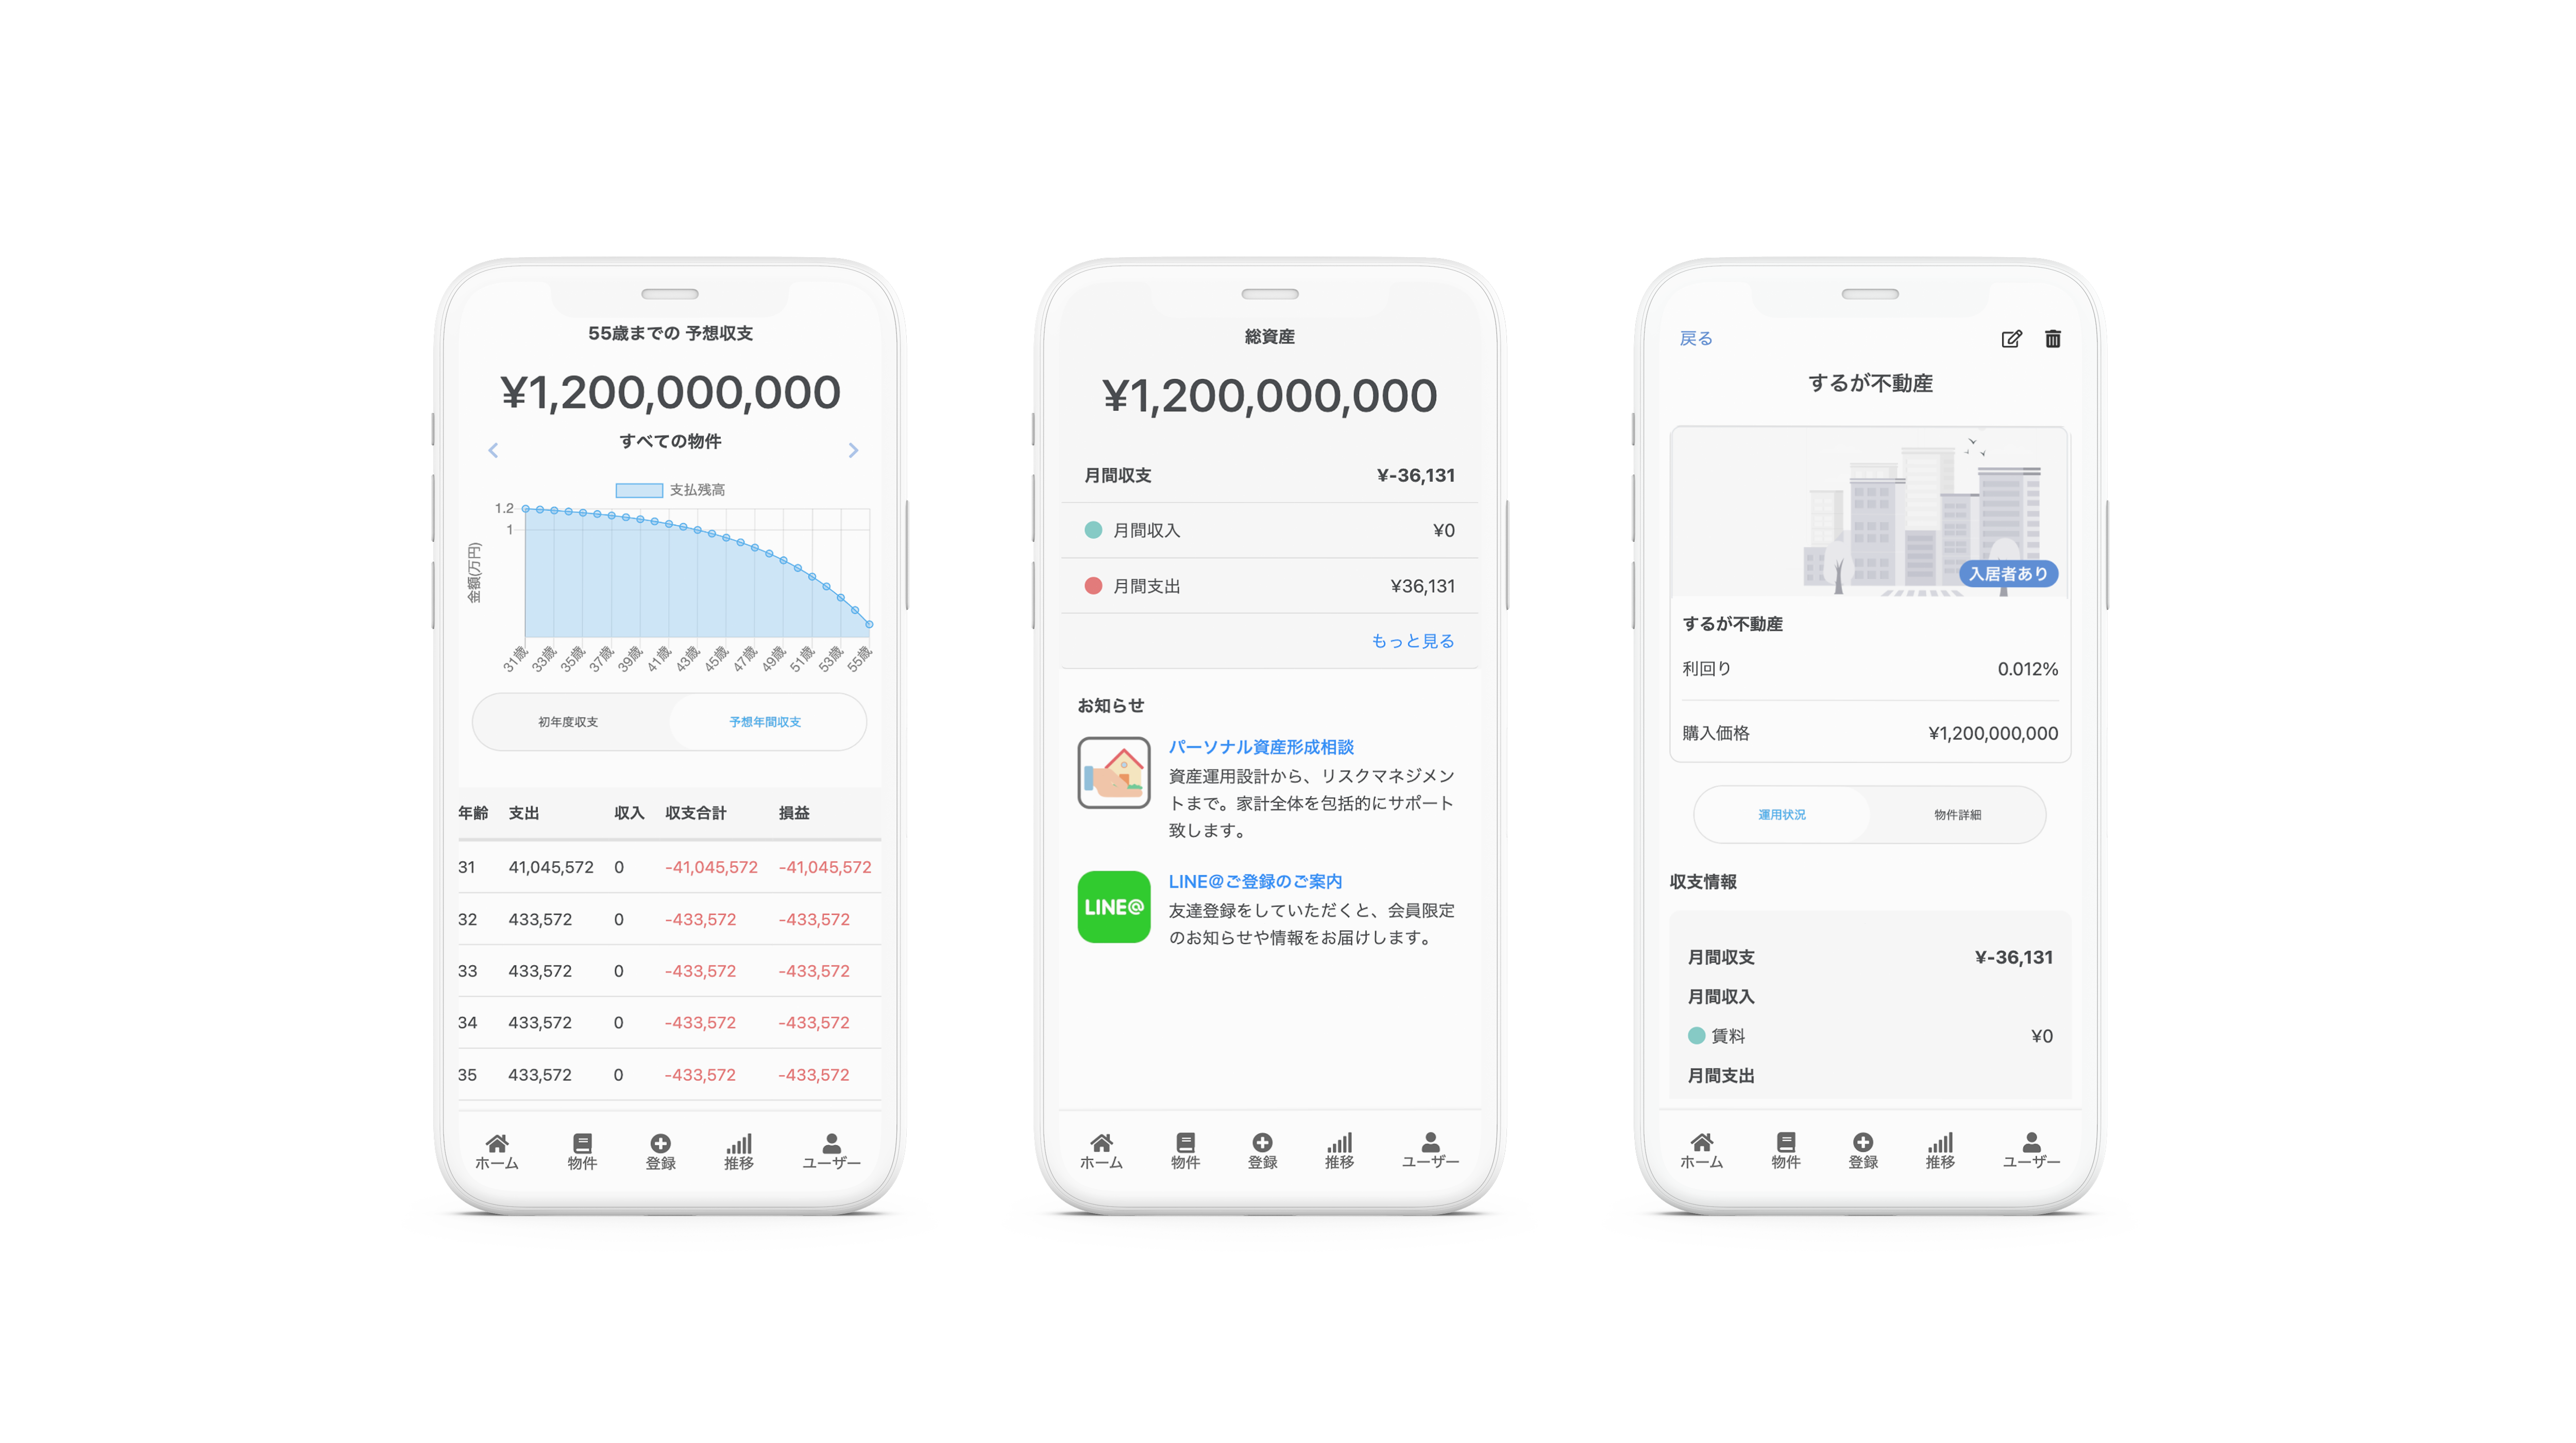 55歳までの 予想収支
¥1,200,000,000
すべての物件
支払残高
1.2
1
金額(万円)
31歳 33歳 35歳 37歳 39歳 41歳 43歳 45歳 47歳 49歳 51歳 53歳 55歳
初年度収支 予想年間収支
年齢 支出 収入 収支合計 損益
31 41,045,572 0 -41,045,572 -41,045,572
32 433,572 0 -433,572 -433,572
33 433,572 0 -433,572 -433,572
34 433,572 0 -433,572 -433,572
35 433,572 0 -433,572 -433,572
ホーム 物件 登録 推移 ユーザー
総資産
¥1,200,000,000
月間収支 ¥-36,131
月間収入 ¥0
月間支出 ¥36,131
もっと見る
お知らせ
パーソナル資産形成相談
資産運用設計から、リスクマネジメン
トまで。家計全体を包括的にサポート
致します。
LINE@
LINE@ご登録のご案内
友達登録をしていただくと、会員限定
のお知らせや情報をお届けします。
ホーム 物件 登録 推移 ユーザー
戻る
するが不動産
入居者あり
するが不動産
利回り 0.012%
購入価格 ¥1,200,000,000
運用状況 物件詳細
収支情報
月間収支 ¥-36,131
月間収入
賃料 ¥0
月間支出
ホーム 物件 登録 推移 ユーザー